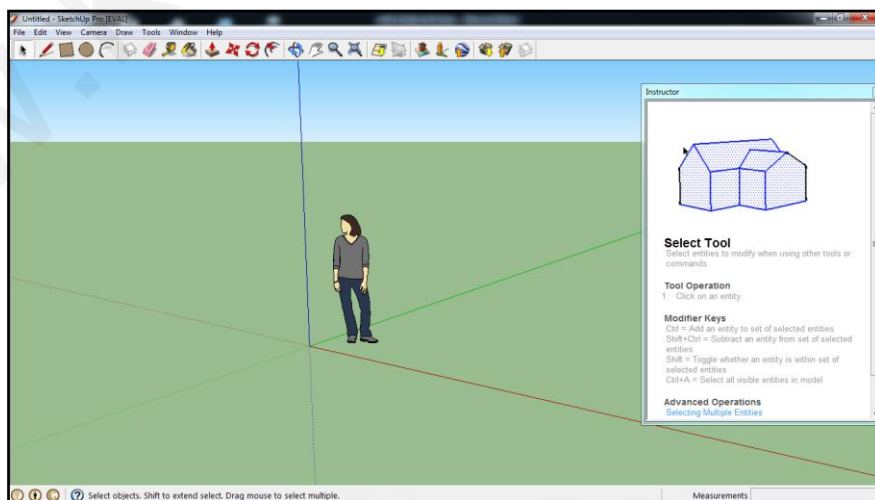 Untitled - SketchUp Pro [EVAL]
File Edit View Camera Draw Tools Window Help
Instructor
Select Tool
Select entities to modify when using other tools or
commands.
Tool Operation
1. Click on an entity.
Modifier Keys
Ctrl = Add an entity to set of selected entities
Shift+Ctrl = Subtract an entity from set of selected
entities
Shift = Toggle whether an entity is within set of
selected entities
Ctrl+A = Select all visible entities in model
Advanced Operations
Selecting Multiple Entities
Select objects. Shift to extend select. Drag mouse to select multiple.
Measurements